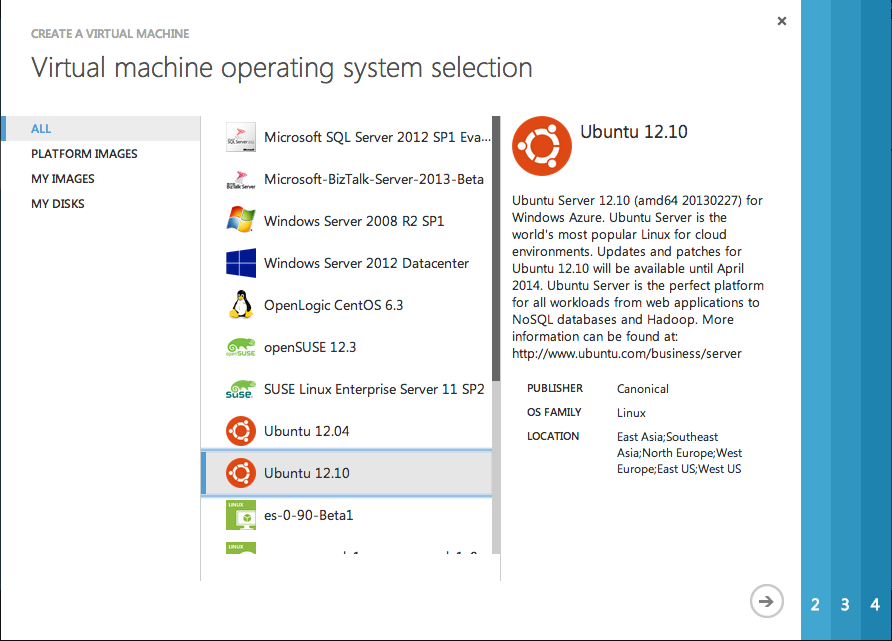 CREATE A VIRTUAL MACHINE
Virtual machine operating system selection
ALL
PLATFORM IMAGES
MY IMAGES
MY DISKS
Microsoft SQL Server 2012 SP1 Eva...
Microsoft-BizTalk-Server-2013-Beta
Windows Server 2008 R2 SP1
Windows Server 2012 Datacenter
OpenLogic CentOS 6.3
openSUSE 12.3
SUSE Linux Enterprise Server 11 SP2
Ubuntu 12.04
Ubuntu 12.10
LINUX
es-0-90-Beta1
LINUX
Ubuntu 12.10
Ubuntu Server 12.10 (amd64 20130227) for
Windows Azure. Ubuntu Server is the
world's most popular Linux for cloud
environments. Updates and patches for
Ubuntu 12.10 will be available until April
2014. Ubuntu Server is the perfect platform
for all workloads from web applications to
NoSQL databases and Hadoop. More
information can be found at:
http://www.ubuntu.com/business/server
PUBLISHER Canonical
OS FAMILY Linux
LOCATION East Asia;Southeast
Asia;North Europe;West
Europe;East US;West US
2 3 4